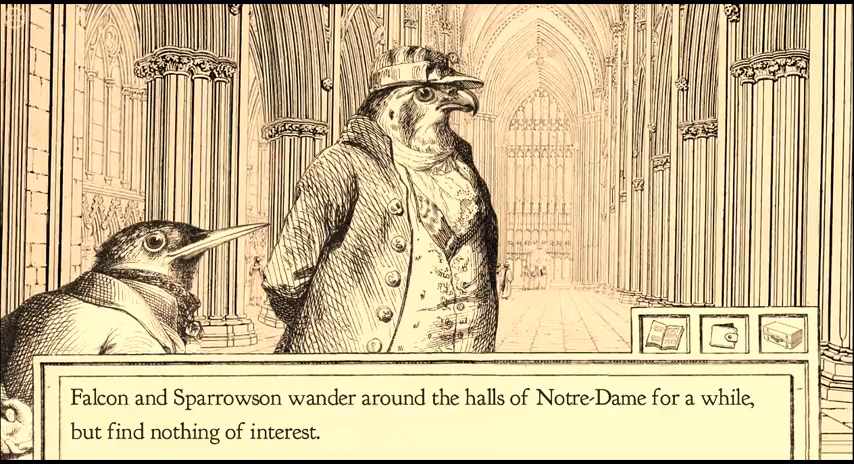 Falcon and Sparrowson wander around the halls of Notre-Dame for a while,
but find nothing of interest.